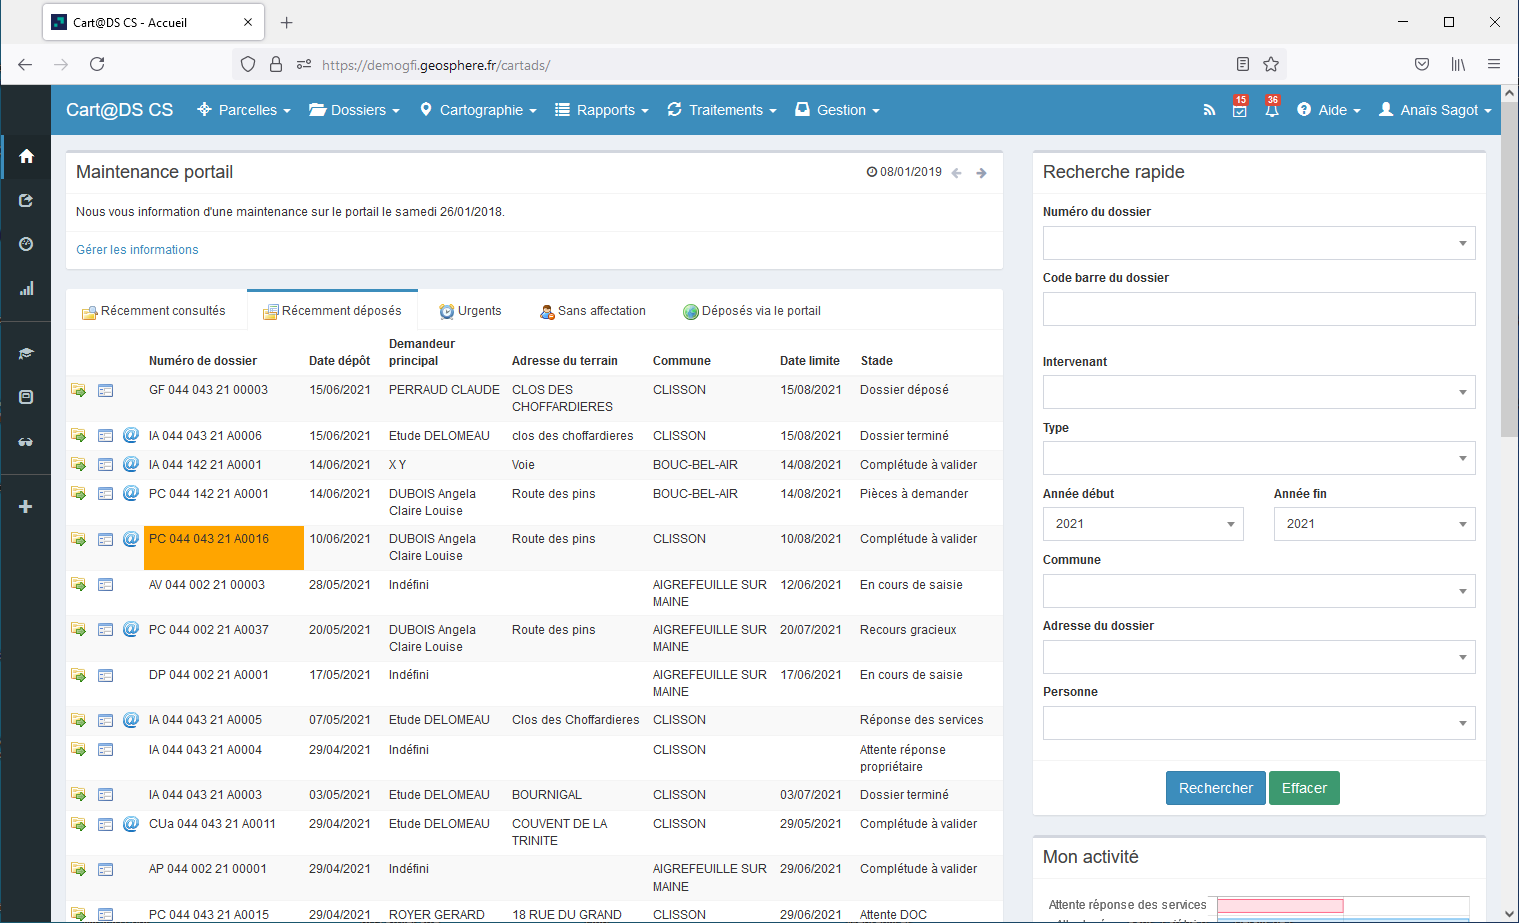 Cart@DS CS - Accueil
https://demogfi.geosphere.fr/cartads/
Cart@DS CS Parcelles Dossiers Cartographie Rapports Traitements Gestion 15 36 Aide Anaïs Sagot
Maintenance portail 08/01/2019
Nous vous information d'une maintenance sur le portail le samedi 26/01/2018.
Gérer les informations
Récemment consultés Récemment déposés Urgents Sans affectation Déposés via le portail
Numéro de dossier Date dépôt Demandeur principal Adresse du terrain Commune Date limite Stade
GF 044 043 21 00003 15/06/2021 PERRAUD CLAUDE CLOS DES CHOFFARDIERES CLISSON 15/08/2021 Dossier déposé
IA 044 043 21 A0006 15/06/2021 Etude DELOMEAU clos des choffardieres CLISSON 15/08/2021 Dossier terminé
IA 044 142 21 A0001 14/06/2021 X Y Voie BOUC-BEL-AIR 14/08/2021 Complétude à valider
PC 044 142 21 A0001 14/06/2021 DUBOIS Angela Claire Louise Route des pins BOUC-BEL-AIR 14/08/2021 Pièces à demander
PC 044 043 21 A0016 10/06/2021 DUBOIS Angela Claire Louise Route des pins CLISSON 10/08/2021 Complétude à valider
AV 044 002 21 00003 28/05/2021 Indéfini AIGREFEUILLE SUR MAINE 12/06/2021 En cours de saisie
PC 044 002 21 A0037 20/05/2021 DUBOIS Angela Claire Louise Route des pins AIGREFEUILLE SUR MAINE 20/07/2021 Recours gracieux
DP 044 002 21 A0001 17/05/2021 Indéfini AIGREFEUILLE SUR MAINE 17/06/2021 En cours de saisie
IA 044 043 21 A0005 07/05/2021 Etude DELOMEAU Clos des Choffardieres CLISSON Réponse des services
IA 044 043 21 A0004 29/04/2021 Indéfini CLISSON Attente réponse propriétaire
IA 044 043 21 A0003 03/05/2021 Etude DELOMEAU BOURNIGAL CLISSON 03/07/2021 Dossier terminé
CUa 044 043 21 A0011 29/04/2021 Etude DELOMEAU COUVENT DE LA TRINITE CLISSON 29/05/2021 Complétude à valider
AP 044 002 21 00001 29/04/2021 Indéfini AIGREFEUILLE SUR MAINE 29/06/2021 Complétude à valider
PC 044 043 21 A0015 29/04/2021 ROYER GERARD 18 RUE DU GRAND CLISSON 29/06/2021 Attente DOC
Recherche rapide
Numéro du dossier
Code barre du dossier
Intervenant
Type
Année début Année fin
2021 2021
Commune
Adresse du dossier
Personne
Rechercher Effacer
Mon activité
Attente réponse des services